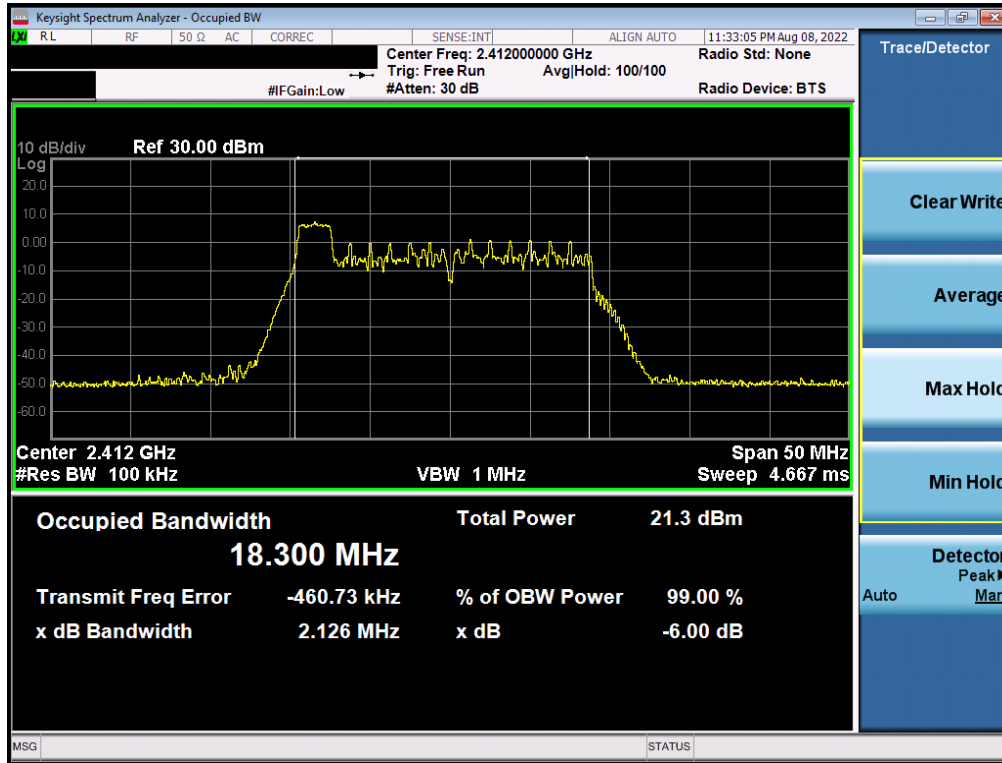 Keysight Spectrum Analyzer - Occupied BW
LXI RL RF 50 Ω AC CORREC SENSE:INT ALIGN AUTO 11:33:05 PM Aug 08, 2022
Center Freq: 2.412000000 GHz Radio Std: None
Trig: Free Run Avg|Hold: 100/100
#IFGain:Low #Atten: 30 dB Radio Device: BTS
Trace/Detector
10 dB/div Ref 30.00 dBm
Log
20.0
10.0
0.00
-10.0
-20.0
-30.0
-40.0
-50.0
-60.0
Center 2.412 GHz Span 50 MHz
#Res BW 100 kHz VBW 1 MHz Sweep 4.667 ms
Occupied Bandwidth Total Power 21.3 dBm
18.300 MHz
Transmit Freq Error -460.73 kHz % of OBW Power 99.00 %
x dB Bandwidth 2.126 MHz x dB -6.00 dB
Clear Write
Average
Max Hold
Min Hold
Detector
Peak
Auto Man
MSG STATUS